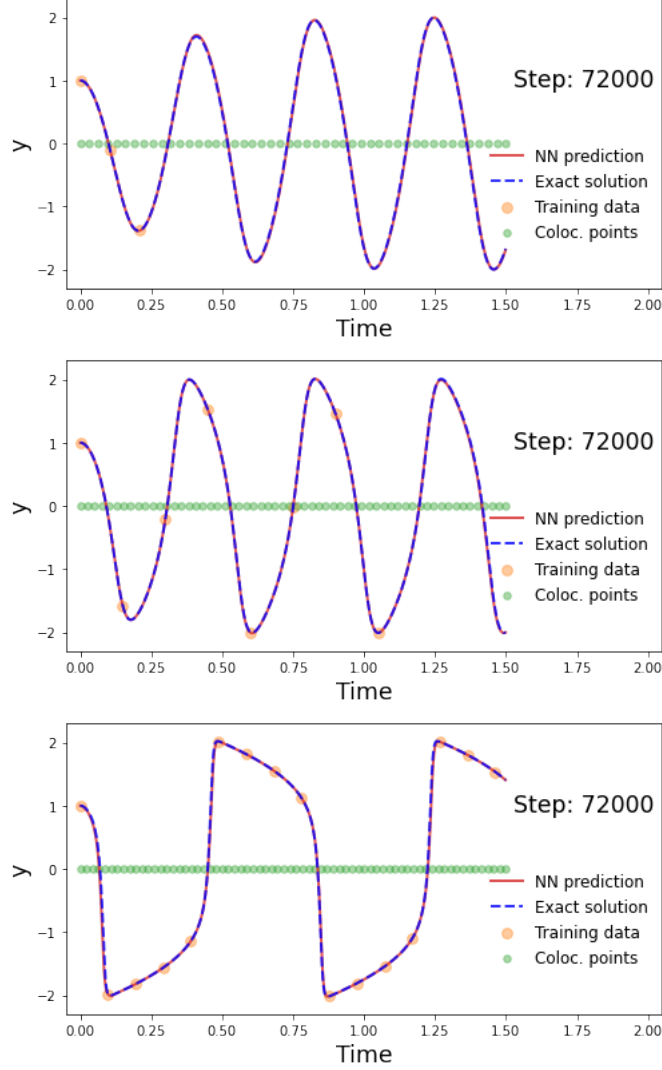 2
1
Step: 72000
y
0
NN prediction
Exact solution
−1
Training data
Coloc. points
−2
0.00 0.25 0.50 0.75 1.00 1.25 1.50 1.75 2.00
Time
2
1
Step: 72000
y
0
NN prediction
Exact solution
−1
Training data
Coloc. points
−2
0.00 0.25 0.50 0.75 1.00 1.25 1.50 1.75 2.00
Time
2
1
Step: 72000
y
0
NN prediction
Exact solution
−1
Training data
Coloc. points
−2
0.00 0.25 0.50 0.75 1.00 1.25 1.50 1.75 2.00
Time